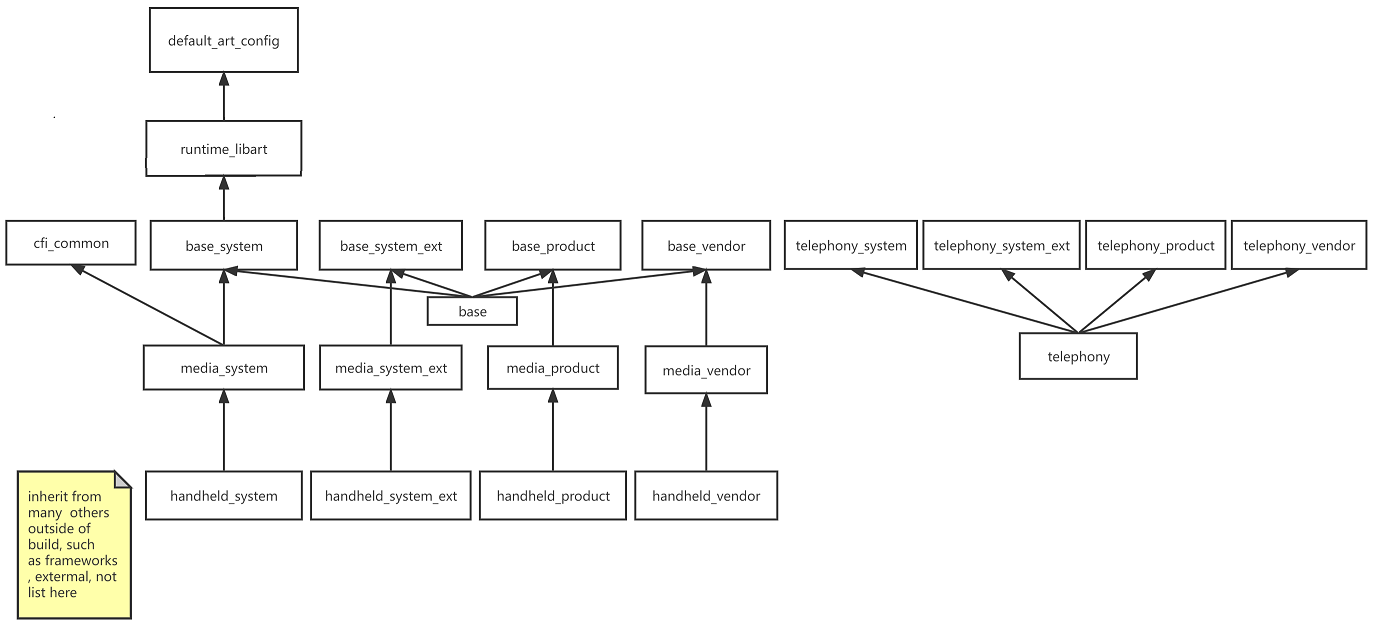 default_art_config
runtime_libart
cfi_common
base_system
base_system_ext
base_product
base_vendor
telephony_system
telephony_system_ext
telephony_product
telephony_vendor
base
telephony
media_system
media_system_ext
media_product
media_vendor
handheld_system
handheld_system_ext
handheld_product
handheld_vendor
inherit from
many  others
outside of
build, such
as frameworks
, extermal, not
list here